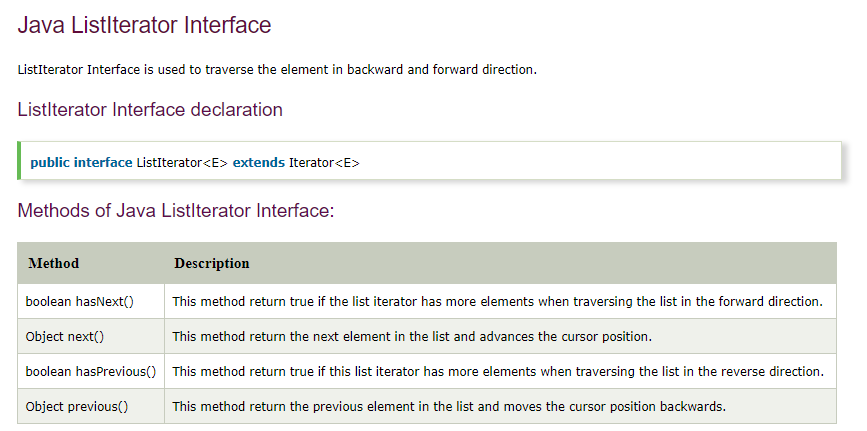 Java ListIterator Interface
ListIterator Interface is used to traverse the element in backward and forward direction.
ListIterator Interface declaration
public interface ListIterator<E> extends Iterator<E>
Methods of Java ListIterator Interface:
Method Description
boolean hasNext() This method return true if the list iterator has more elements when traversing the list in the forward direction.
Object next() This method return the next element in the list and advances the cursor position.
boolean hasPrevious() This method return true if this list iterator has more elements when traversing the list in the reverse direction.
Object previous() This method return the previous element in the list and moves the cursor position backwards.